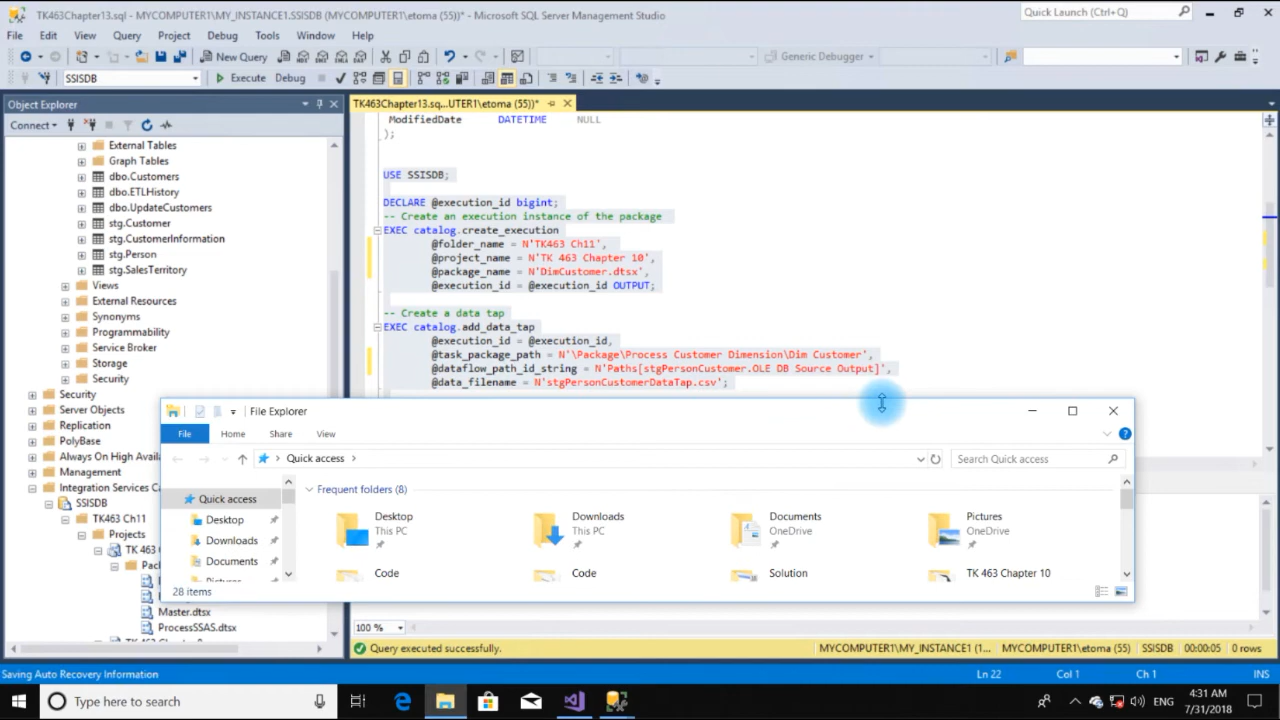 TK463Chapter13.sql - MYCOMPUTER1\MY_INSTANCE1.SSISDB (MYCOMPUTER1\etoma (55))* - Microsoft SQL Server Management Studio
Quick Launch (Ctrl+Q)
File Edit View Query Project Debug Tools Window Help
New Query
Generic Debugger
SSISDB
Execute Debug
Object Explorer
TK463Chapter13.sq...UTER1\etoma (55))*
Connect
External Tables
Graph Tables
dbo.Customers
dbo.ETLHistory
dbo.UpdateCustomers
stg.Customer
stg.CustomerInformation
stg.Person
stg.SalesTerritory
Views
External Resources
Synonyms
Programmability
Service Broker
Storage
Security
Security
Server Objects
Replication
PolyBase
Always On High Avail
Management
Integration Services C
SSISDB
TK463 Ch11
Projects
TK 463
Pac
Master.dtsx
ProcessSSAS.dtsx
ModifiedDate DATETIME NULL
);
USE SSISDB;
DECLARE @execution_id bigint;
-- Create an execution instance of the package
EXEC catalog.create_execution
@folder_name = N'TK463 Ch11',
@project_name = N'TK 463 Chapter 10',
@package_name = N'DimCustomer.dtsx',
@execution_id = @execution_id OUTPUT;
-- Create a data tap
EXEC catalog.add_data_tap
@execution_id = @execution_id,
@task_package_path = N'\Package\Process Customer Dimension\Dim Customer',
@dataflow_path_id_string = N'Paths[stgPersonCustomer.OLE DB Source Output]',
@data_filename = N'stgPersonCustomerDataTap.csv';
File Explorer
File Home Share View
Quick access
Search Quick access
Quick access
Desktop
Downloads
Documents
Pictures
Frequent folders (8)
Desktop
This PC
Downloads
This PC
Documents
OneDrive
Pictures
OneDrive
Code
Code
Solution
TK 463 Chapter 10
28 items
100 %
Query executed successfully.
MYCOMPUTER1\MY_INSTANCE1 (1... MYCOMPUTER1\etoma (55) SSISDB 00:00:05 0 rows
Saving Auto Recovery Information
Ln 22 Col 1 Ch 1 INS
Type here to search
ENG
4:31 AM
7/31/2018